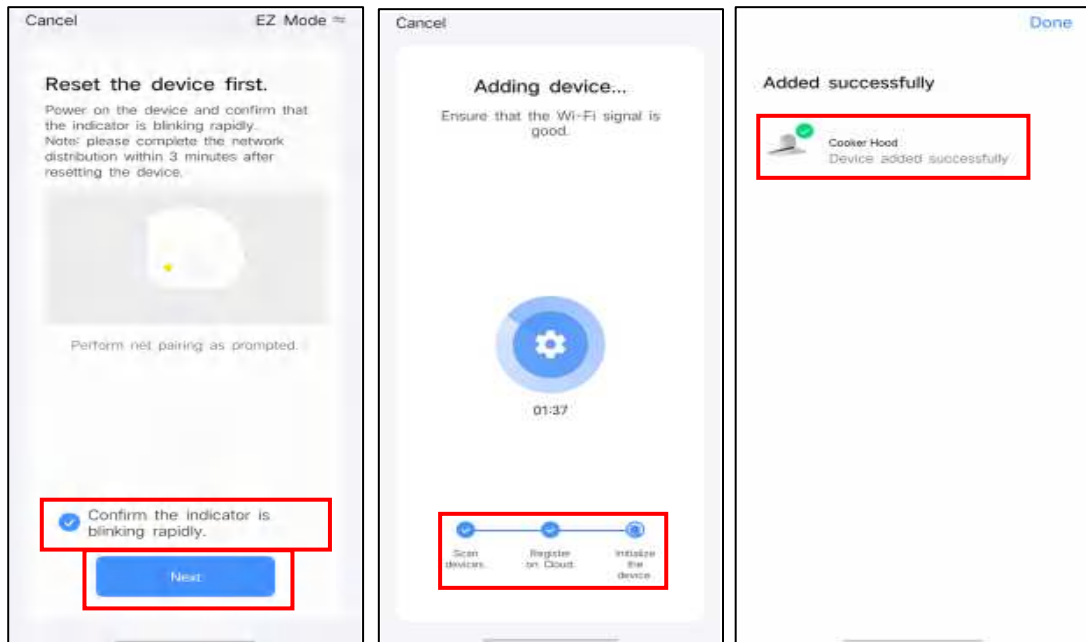 Cancel
EZ Mode
Reset the device first.
Power on the device and confirm that
the indicator is blinking rapidly.
Note: please complete the network
distribution within 3 minutes after
resetting the device.
Perform net pairing as prompted.
Confirm the indicator is
blinking rapidly.
Next
Cancel
Adding device...
Ensure that the Wi-Fi signal is
good.
01:37
Scan
devices.
Register
on Cloud.
Initialize
the
device.
Done
Added successfully
Cooker Hood
Device added successfully